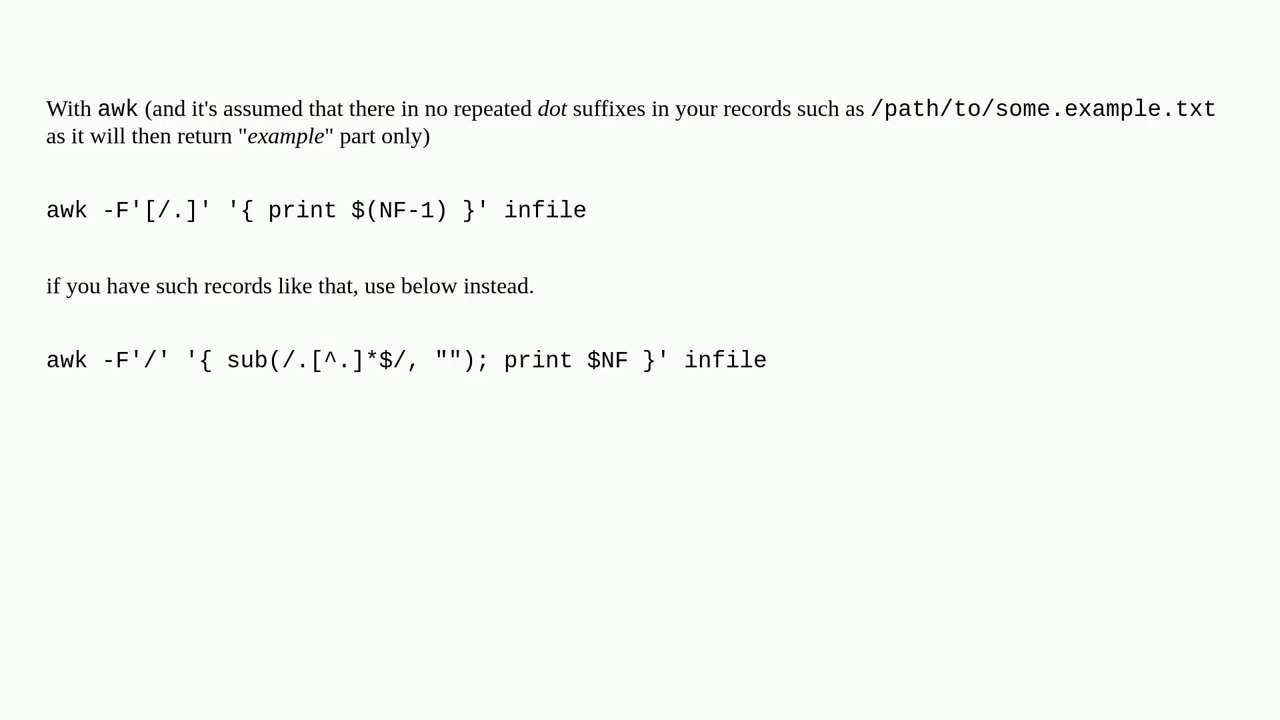 With awk (and it's assumed that there in no repeated dot suffixes in your records such as /path/to/some.example.txt
as it will then return "example" part only)
awk -F'[/.]' '{ print $(NF-1) }' infile
if you have such records like that, use below instead.
awk -F'/' '{ sub(/.[^.]*$/, ""); print $NF }' infile